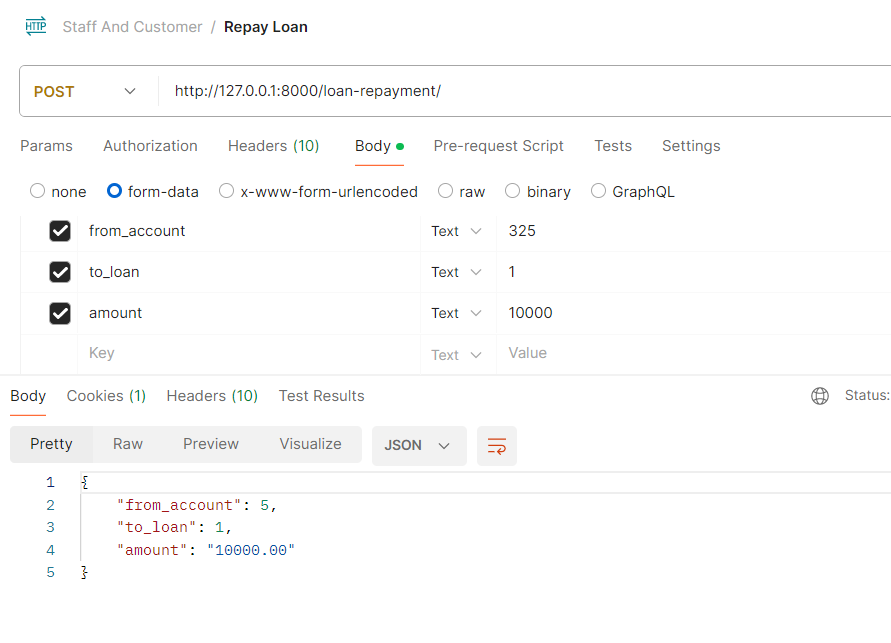 HTTP Staff And Customer / Repay Loan
POST http://127.0.0.1:8000/loan-repayment/
Params Authorization Headers (10) Body Pre-request Script Tests Settings
none form-data x-www-form-urlencoded raw binary GraphQL
from_account Text 325
to_loan Text 1
amount Text 10000
Key Text Value
Body Cookies (1) Headers (10) Test Results Status:
Pretty Raw Preview Visualize JSON
1 {
2 "from_account": 5,
3 "to_loan": 1,
4 "amount": "10000.00"
5 }